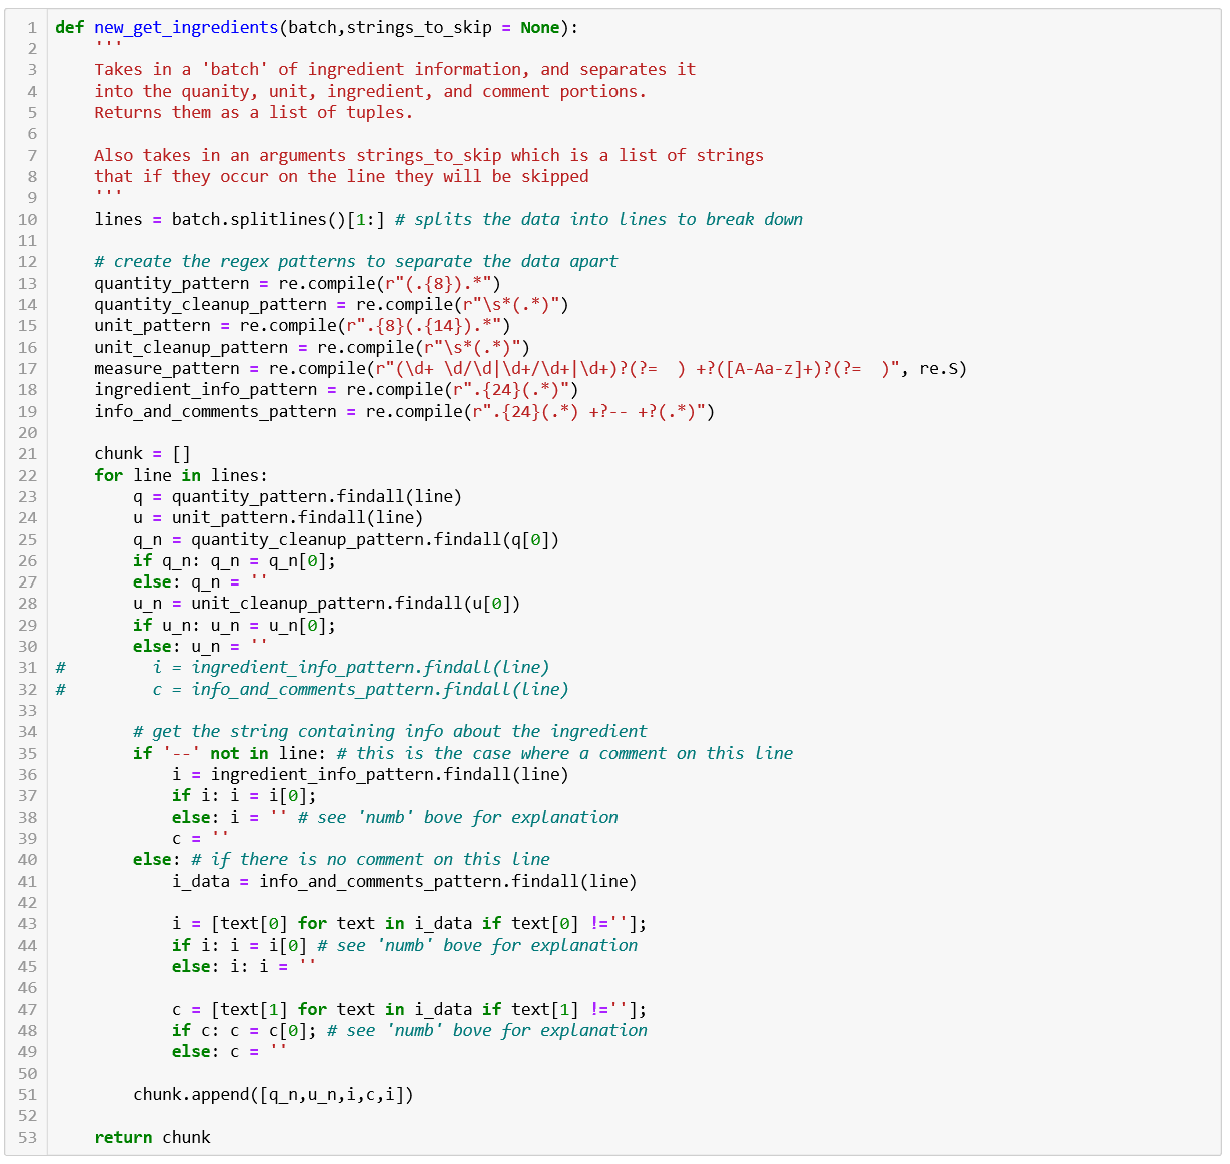 1 def new_get_ingredients(batch,strings_to_skip = None):
2     '''
3     Takes in a 'batch' of ingredient information, and separates it
4     into the quanity, unit, ingredient, and comment portions.
5     Returns them as a list of tuples.
6
7     Also takes in an arguments strings_to_skip which is a list of strings
8     that if they occur on the line they will be skipped
9     '''
10     lines = batch.splitlines()[1:] # splits the data into lines to break down
11
12     # create the regex patterns to separate the data apart
13     quantity_pattern = re.compile(r"(.{8}).*")
14     quantity_cleanup_pattern = re.compile(r"\s*(.*)")
15     unit_pattern = re.compile(r".{8}(.{14}).*")
16     unit_cleanup_pattern = re.compile(r"\s*(.*)")
17     measure_pattern = re.compile(r"(\d+ \d/\d|\d+/\d+|\d+)?(?=  ) +?([A-Aa-z]+)?(?=  )", re.S)
18     ingredient_info_pattern = re.compile(r".{24}(.*)")
19     info_and_comments_pattern = re.compile(r".{24}(.*) +?-- +?(.*)")
20
21     chunk = []
22     for line in lines:
23         q = quantity_pattern.findall(line)
24         u = unit_pattern.findall(line)
25         q_n = quantity_cleanup_pattern.findall(q[0])
26         if q_n: q_n = q_n[0];
27         else: q_n = ''
28         u_n = unit_cleanup_pattern.findall(u[0])
29         if u_n: u_n = u_n[0];
30         else: u_n = ''
31 #         i = ingredient_info_pattern.findall(line)
32 #         c = info_and_comments_pattern.findall(line)
33
34         # get the string containing info about the ingredient
35         if '--' not in line: # this is the case where a comment on this line
36             i = ingredient_info_pattern.findall(line)
37             if i: i = i[0];
38             else: i = '' # see 'numb' bove for explanation
39             c = ''
40         else: # if there is no comment on this line
41             i_data = info_and_comments_pattern.findall(line)
42
43             i = [text[0] for text in i_data if text[0] !=''];
44             if i: i = i[0] # see 'numb' bove for explanation
45             else: i: i = ''
46
47             c = [text[1] for text in i_data if text[1] !=''];
48             if c: c = c[0]; # see 'numb' bove for explanation
49             else: c = ''
50
51         chunk.append([q_n,u_n,i,c,i])
52
53     return chunk